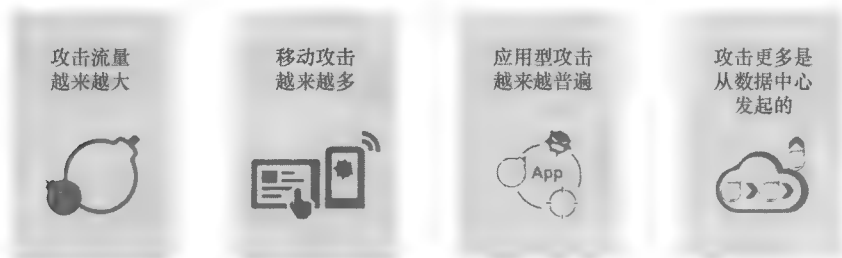 攻击流量
越来越大
移动攻击
越来越多
应用型攻击
越来越普遍
App
攻击更多是
从数据中心
发起的